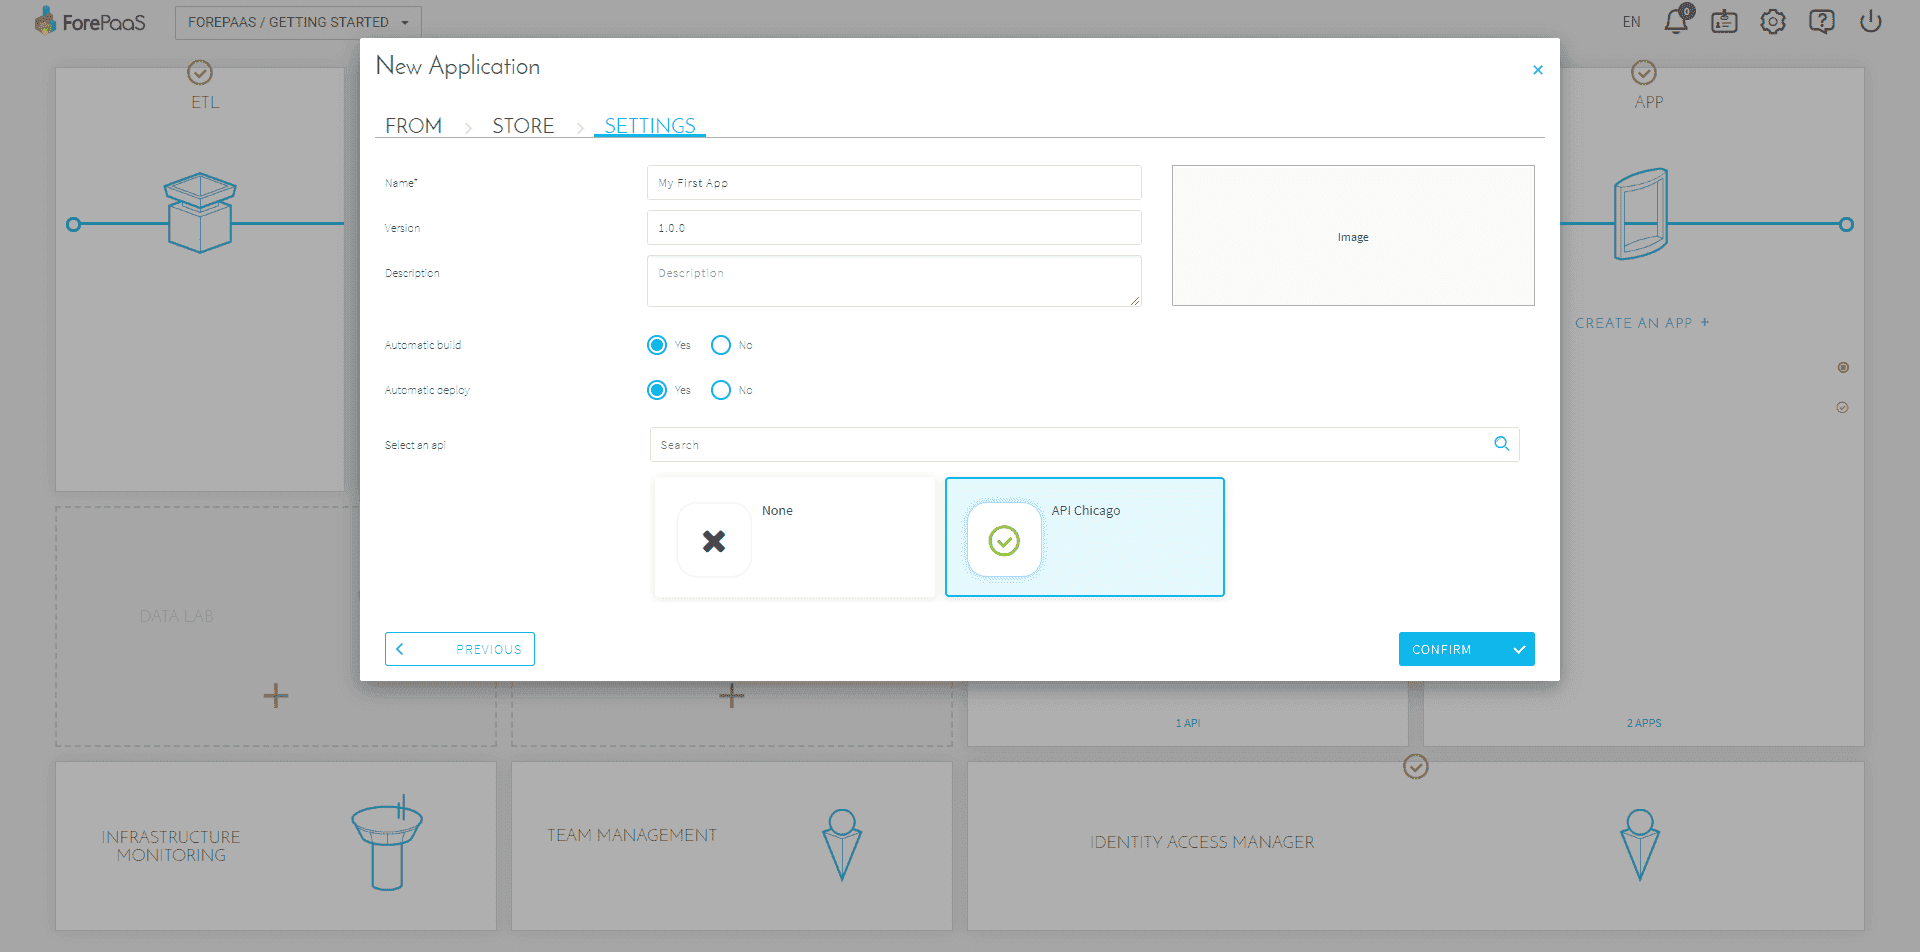 ForePaaS
FOREPAAS / GETTING STARTED
EN
0
New Application
FROM
STORE
SETTINGS
Name*
My First App
Version
1.0.0
Description
Description
Image
Automatic build
Yes
No
Automatic deploy
Yes
No
Select an api
Search
None
API Chicago
PREVIOUS
CONFIRM
ETL
APP
CREATE AN APP +
DATA LAB
1 API
2 APPS
INFRASTRUCTURE
MONITORING
TEAM MANAGEMENT
IDENTITY ACCESS MANAGER